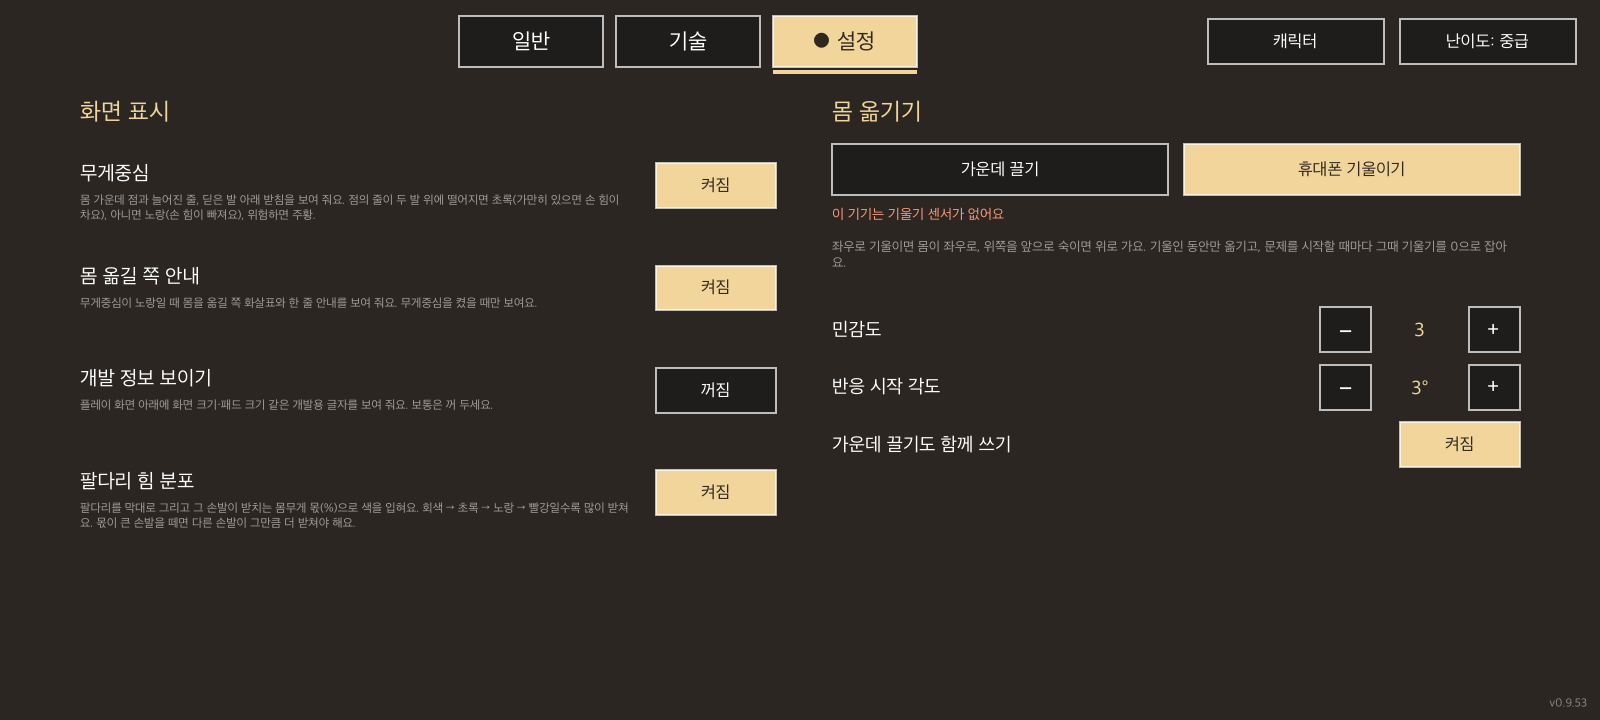 일반
기술
설정
캐릭터
난이도: 중급
화면 표시
무게중심
몸 가운데 점과 늘어진 줄, 딛은 발 아래 받침을 보여 줘요. 점의 줄이 두 발 위에 떨어지면 초록(가만히 있으면 손 힘이
차요), 아니면 노랑(손 힘이 빠져요), 위험하면 주황.
켜짐
몸 옮길 쪽 안내
무게중심이 노랑일 때 몸을 옮길 쪽 화살표와 한 줄 안내를 보여 줘요. 무게중심을 켰을 때만 보여요.
켜짐
개발 정보 보이기
플레이 화면 아래에 화면 크기·패드 크기 같은 개발용 글자를 보여 줘요. 보통은 꺼 두세요.
꺼짐
팔다리 힘 분포
팔다리를 막대로 그리고 그 손발이 받치는 몸무게 몫(%)으로 색을 입혀요. 회색 → 초록 → 노랑 → 빨강일수록 많이 받쳐
요. 몫이 큰 손발을 떼면 다른 손발이 그만큼 더 받쳐야 해요.
켜짐
몸 옮기기
가운데 끌기
휴대폰 기울이기
이 기기는 기울기 센서가 없어요
좌우로 기울이면 몸이 좌우로, 위쪽을 앞으로 숙이면 위로 가요. 기울인 동안만 옮기고, 문제를 시작할 때마다 그때 기울기를 0으로 잡아
요.
민감도
– 3 +
반응 시작 각도
– 3° +
가운데 끌기도 함께 쓰기
켜짐
v0.9.53